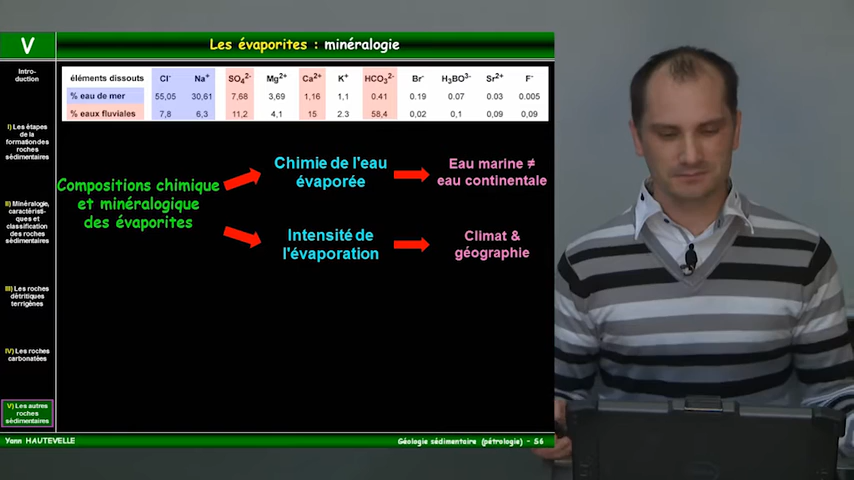 V
Les évaporites : minéralogie
Intro-
duction
I) Les étapes
de la
formation des
roches
sédimentaires
II) Minéralogie,
caractéristi-
ques et
classification
des roches
sédimentaires
III) Les roches
détritiques
terrigènes
IV) Les roches
carbonatées
V) Les autres
roches
sédimentaires
éléments dissouts Cl- Na+ SO4 2- Mg2+ Ca2+ K+ HCO3 2- Br- H3BO3- Sr2+ F-
% eau de mer 55,05 30,61 7,68 3,69 1,16 1,1 0.41 0.19 0.07 0.03 0.005
% eaux fluviales 7,8 6,3 11,2 4,1 15 2.3 58,4 0,02 0,1 0,09 0,09
Compositions chimique
et minéralogique
des évaporites
Chimie de l'eau
évaporée
Eau marine ≠
eau continentale
Intensité de
l'évaporation
Climat &
géographie
Yann HAUTEVELLE
Géologie sédimentaire (pétrologie) - 56